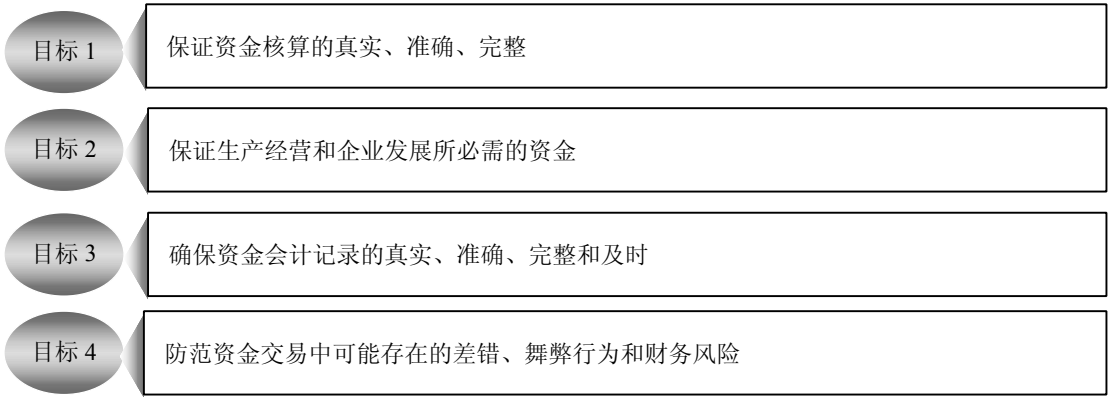 目标 1
保证资金核算的真实、准确、完整
目标 2
保证生产经营和企业发展所必需的资金
目标 3
确保资金会计记录的真实、准确、完整和及时
目标 4
防范资金交易中可能存在的差错、舞弊行为和财务风险